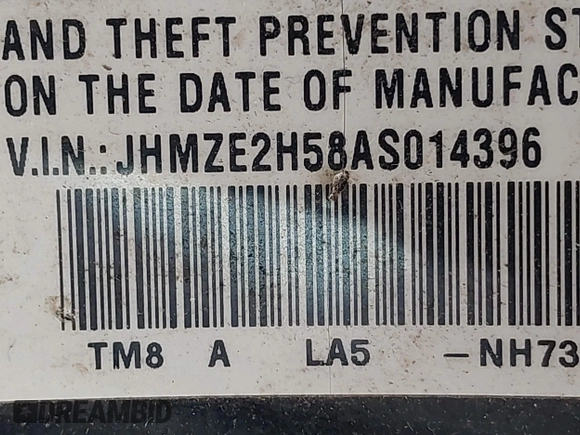 AND THEFT PREVENTION ST
ON THE DATE OF MANUFAC
V.I.N.: JHMZE2H58AS014396
TM8 A LA5 -NH73
DREAMBID